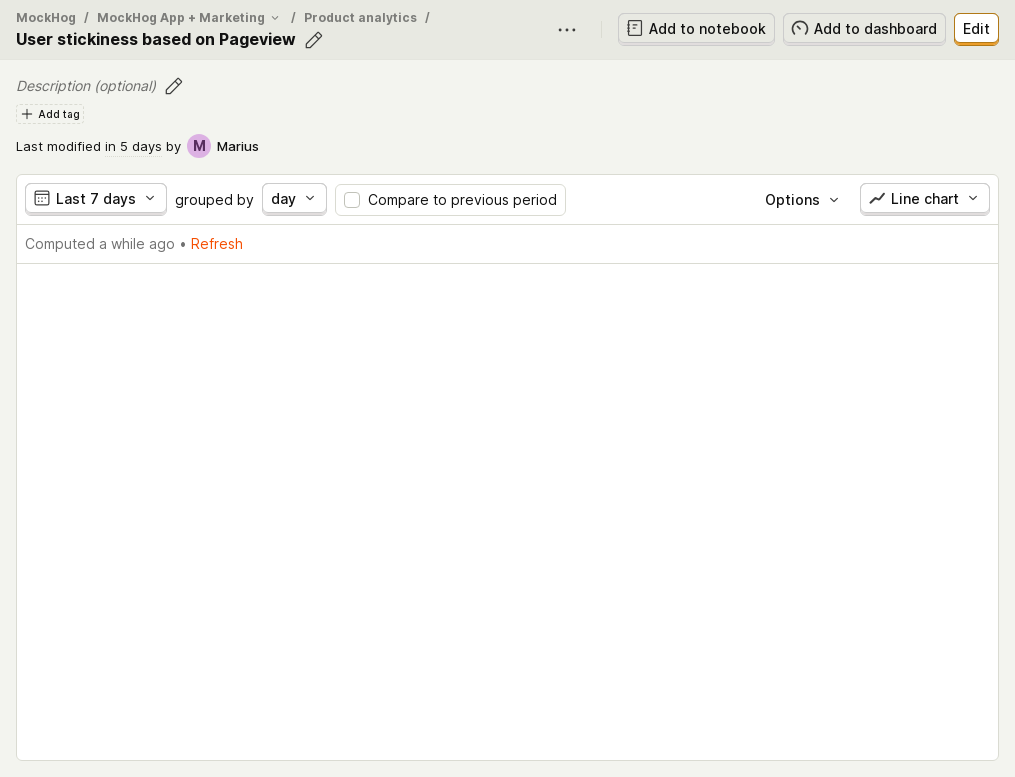 MockHog / MockHog App + Marketing / Product analytics /
User stickiness based on Pageview
Add to notebook
Add to dashboard
Edit
Description (optional)
Add tag
Last modified in 5 days by M Marius
Last 7 days grouped by day Compare to previous period Options Line chart
Computed a while ago • Refresh